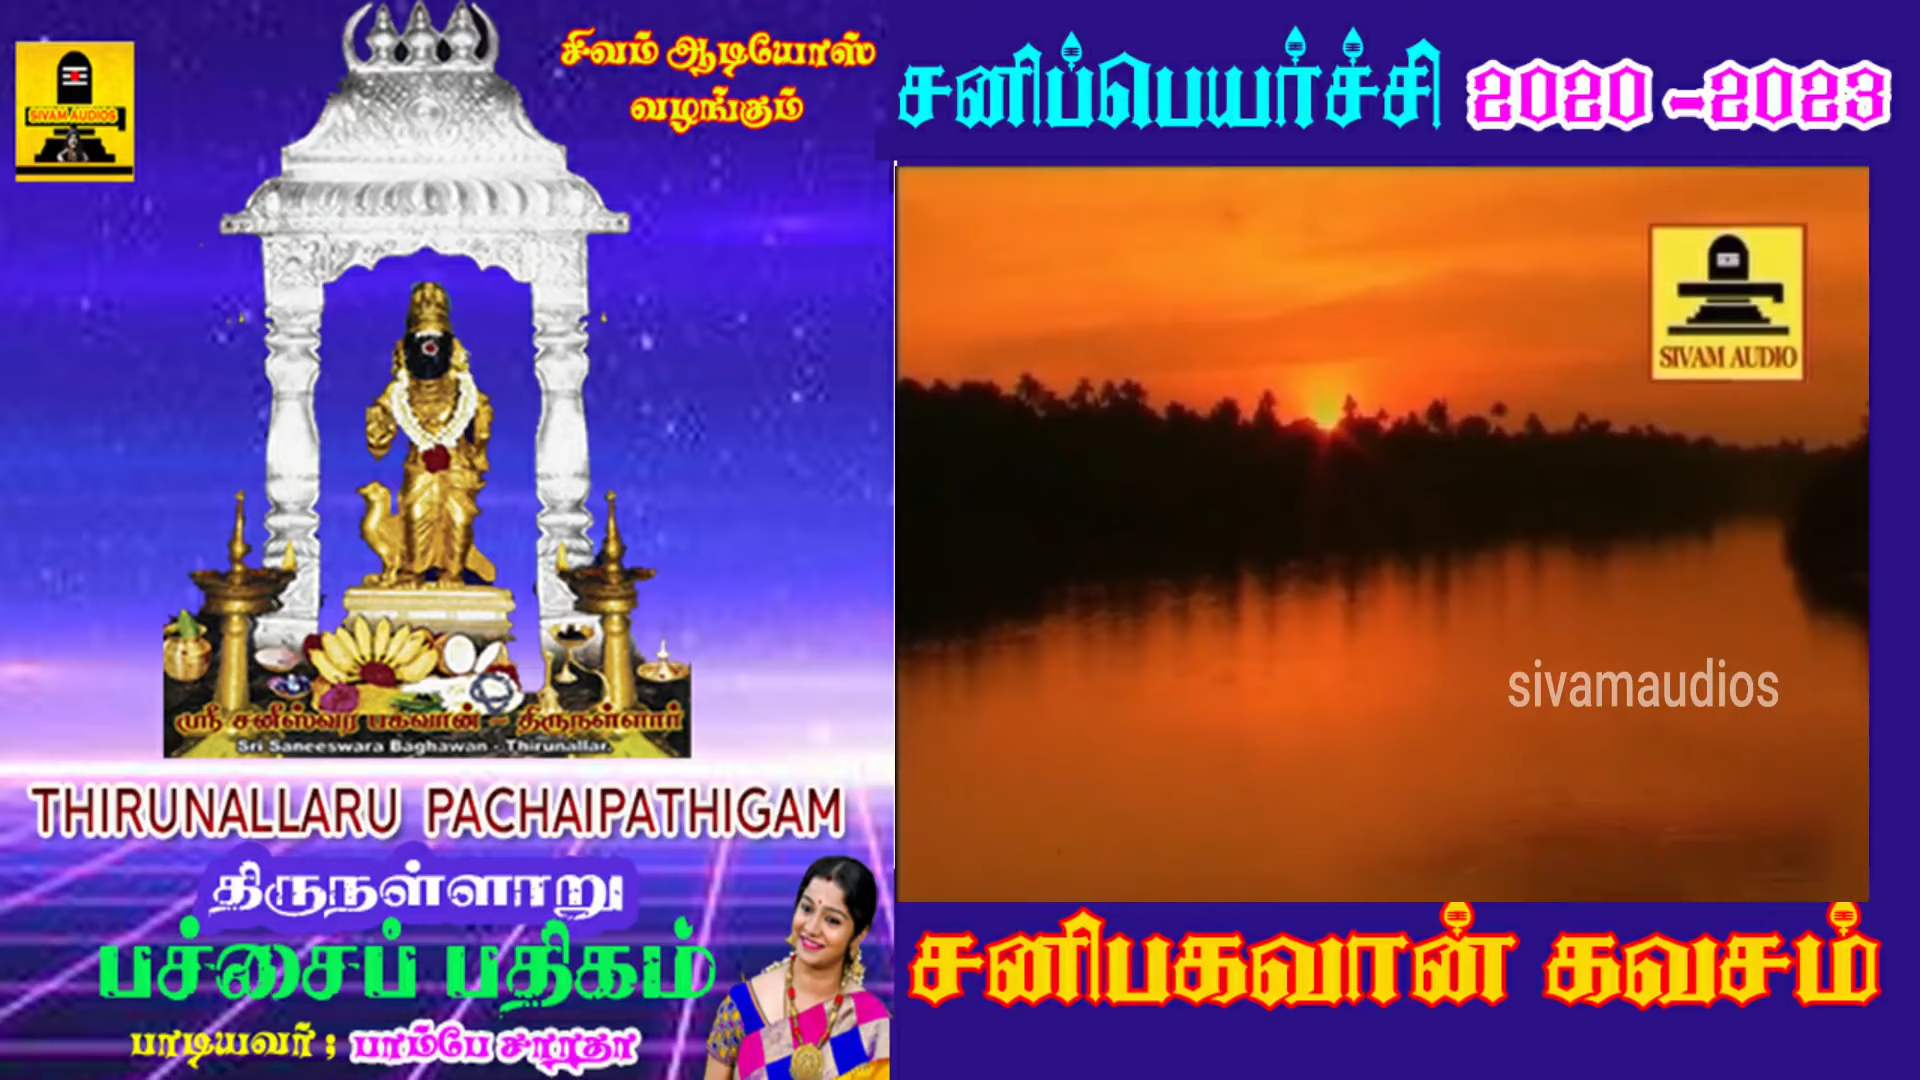 SIVAM AUDIOS
சிவம் ஆடியோஸ்
வழங்கும்
ஸ்ரீ சனீஸ்வர பகவான் - திருநள்ளார்
Sri Saneeswara Baghawan - Thirunallar.
THIRUNALLARU PACHAIPATHIGAM
திருநள்ளாறு
பச்சைப் பதிகம்
பாடியவர் ; பாம்பே சாரதா
சனிப்பெயர்ச்சி 2020 -2023
SIVAM AUDIO
sivamaudios
சனிபகவான் கவசம்